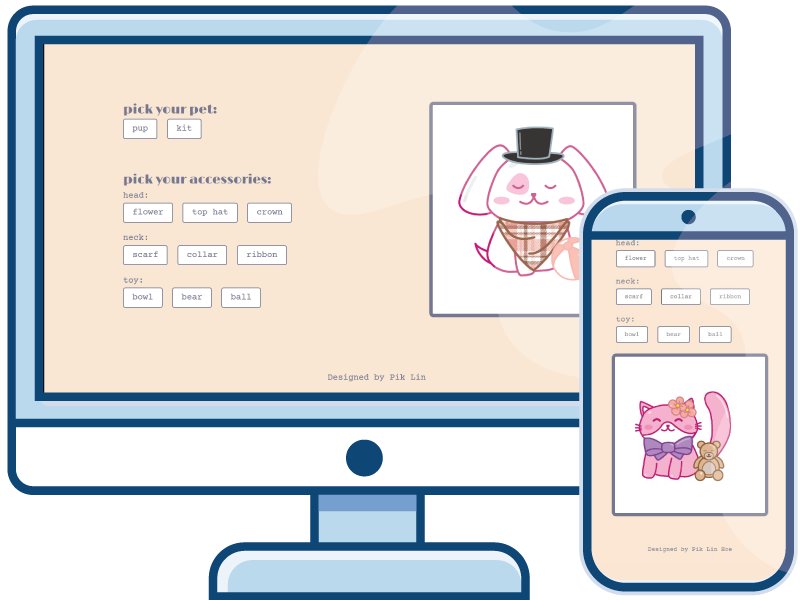 pick your pet:
pup kit
pick your accessories:
head:
flower top hat crown
neck:
scarf collar ribbon
toy:
bowl bear ball
Designed by Pik Lin
head:
flower top hat crown
neck:
scarf collar ribbon
toy:
bowl bear ball
Designed by Pik Lin Hoe